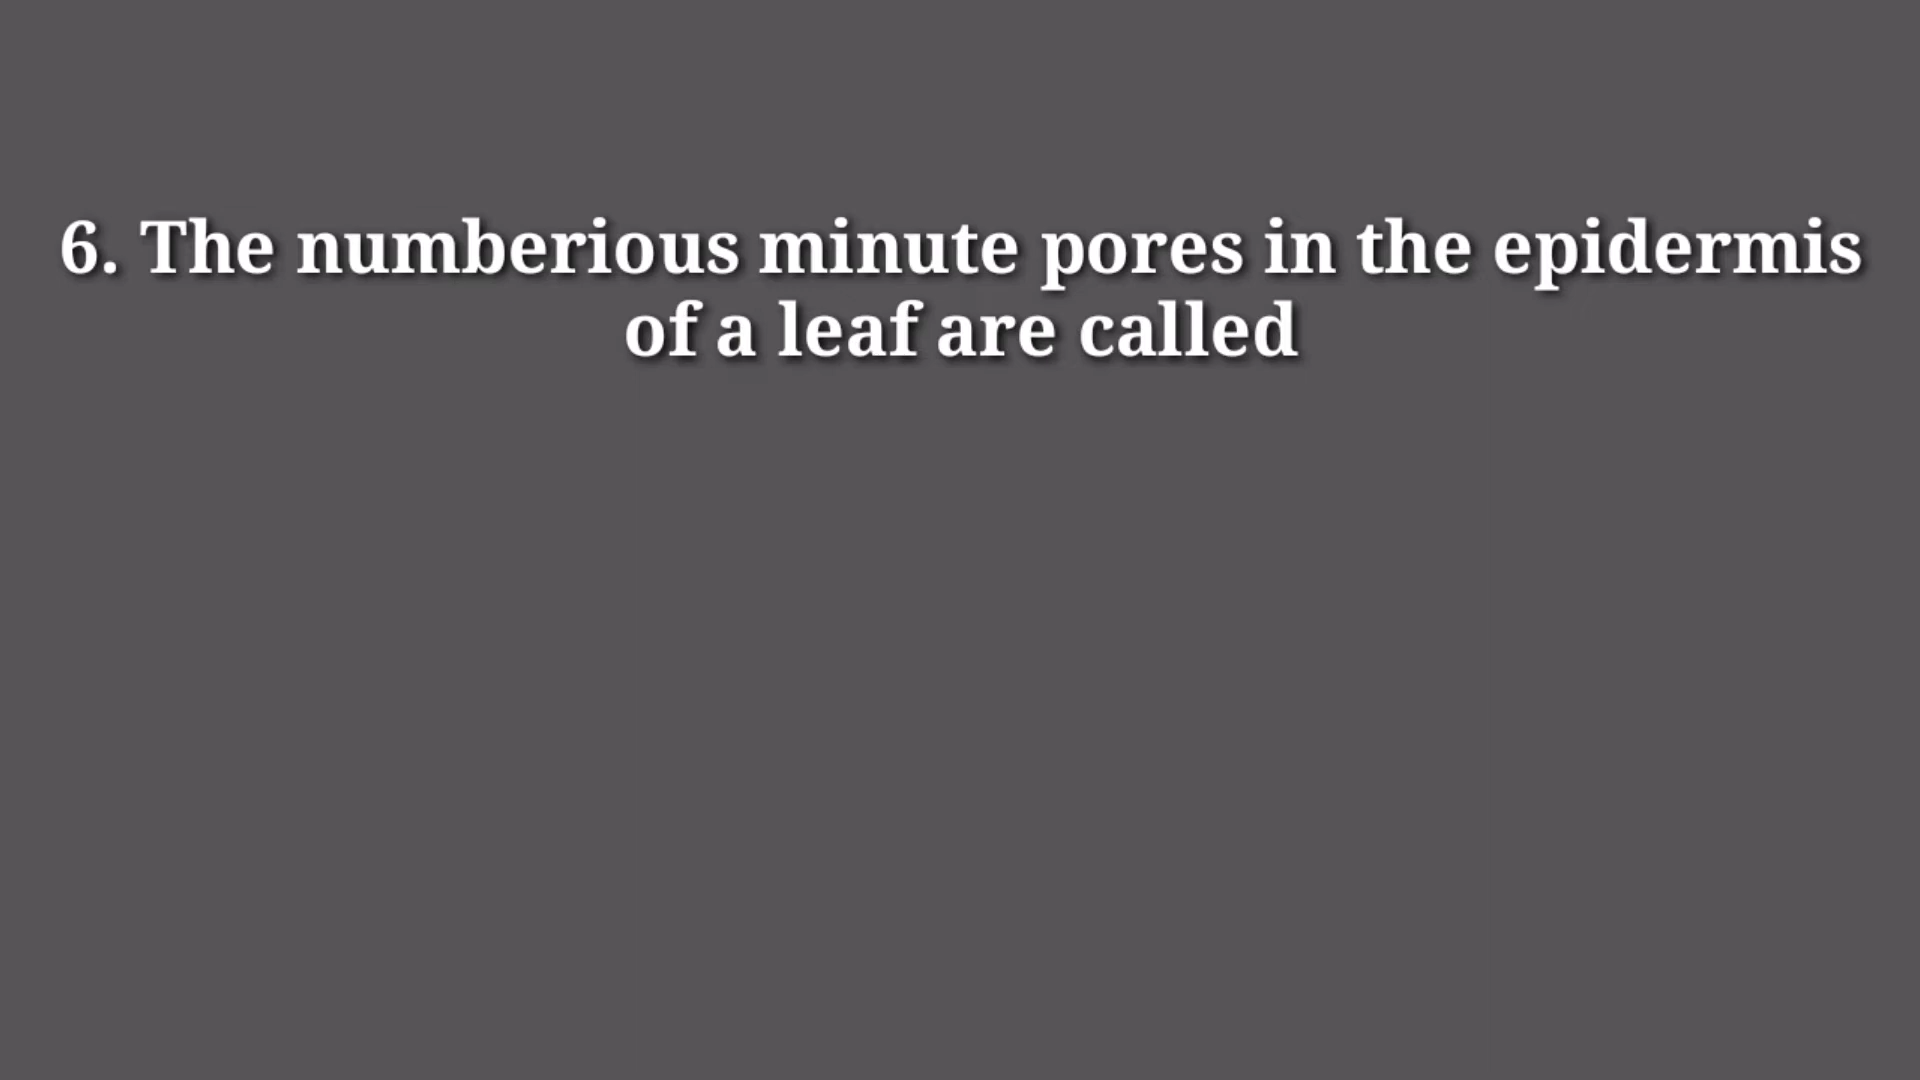 6. The numberious minute pores in the epidermis
of a leaf are called